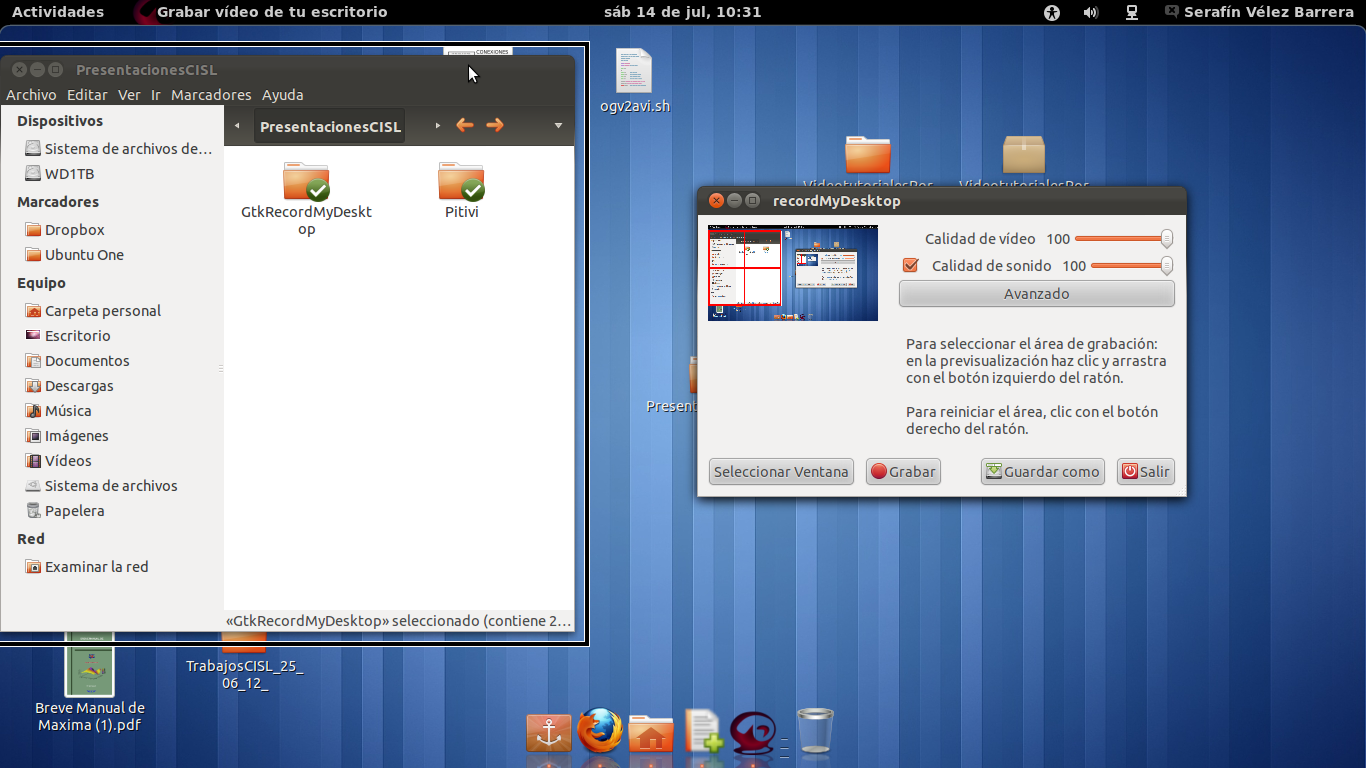 Actividades
Grabar vídeo de tu escritorio
sáb 14 de jul, 10:31
Serafín Vélez Barrera
CONEXIONES
PresentacionesCISL
Archivo Editar Ver Ir Marcadores Ayuda
Dispositivos
Sistema de archivos de...
WD1TB
Marcadores
Dropbox
Ubuntu One
Equipo
Carpeta personal
Escritorio
Documentos
Descargas
Música
Imágenes
Vídeos
Sistema de archivos
Papelera
Red
Examinar la red
PresentacionesCISL
GtkRecordMyDeskt
op
Pitivi
«GtkRecordMyDesktop» seleccionado (contiene 2...
ogv2avi.sh
VideotutorialesPor
VideotutorialesPor
Present
recordMyDesktop
Calidad de vídeo 100
Calidad de sonido 100
Avanzado
Para seleccionar el área de grabación:
en la previsualización haz clic y arrastra
con el botón izquierdo del ratón.
Para reiniciar el área, clic con el botón
derecho del ratón.
Seleccionar Ventana
Grabar
Guardar como
Salir
TrabajosCISL_25_
06_12_
Breve Manual de
Maxima (1).pdf